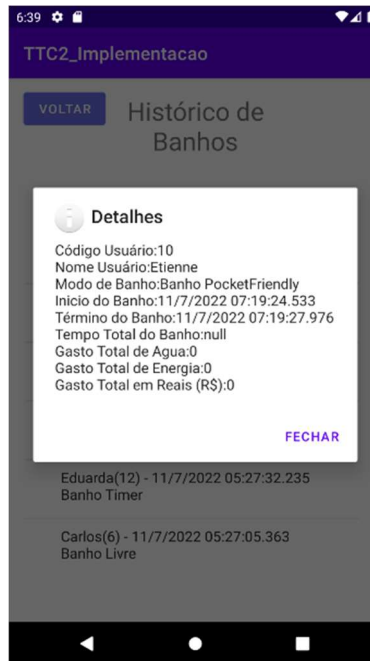 6:39
TTC2_Implementacao
VOLTAR
Histórico de
Banhos
Detalhes
Código Usuário:10
Nome Usuário:Etienne
Modo de Banho:Banho PocketFriendly
Inicio do Banho:11/7/2022 07:19:24.533
Término do Banho:11/7/2022 07:19:27.976
Tempo Total do Banho:null
Gasto Total de Agua:0
Gasto Total de Energia:0
Gasto Total em Reais (R$):0
FECHAR
Eduarda(12) - 11/7/2022 05:27:32.235
Banho Timer
Carlos(6) - 11/7/2022 05:27:05.363
Banho Livre